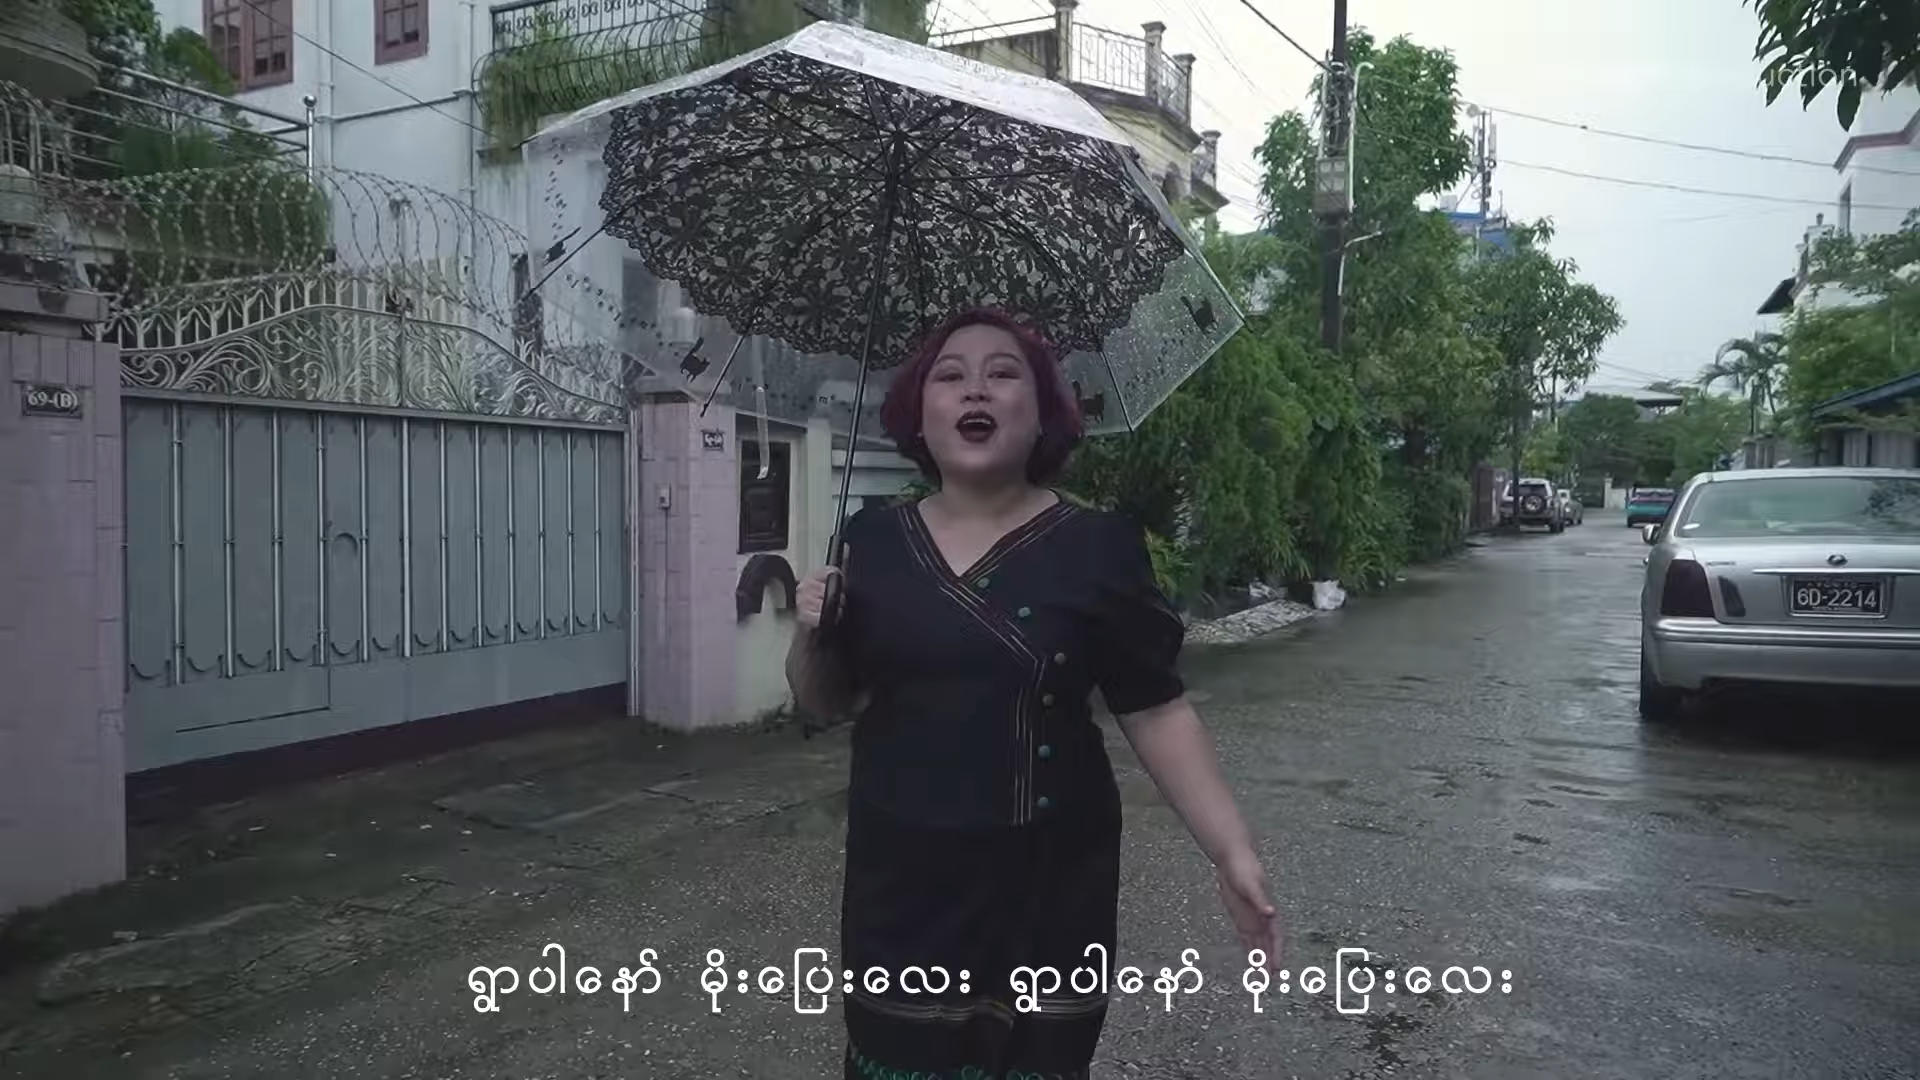 69-(B)
6D-2214
ရွာပါနော် မိုးပြေးလေး ရွာပါနော် မိုးပြေးလေး